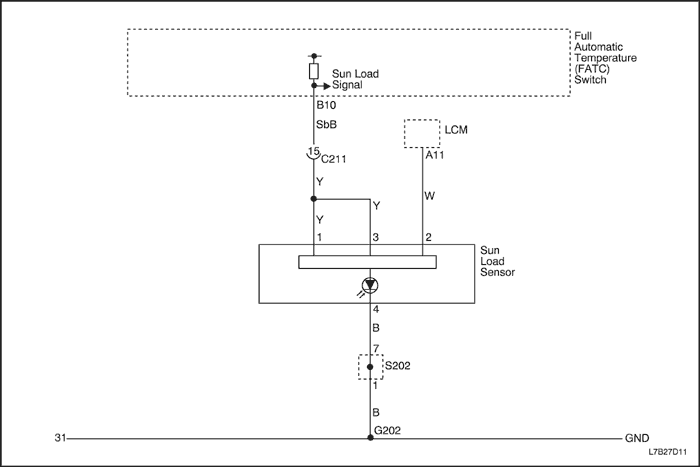 Full
Automatic
Temperature
(FATC)
Switch
Sun Load
Signal
B10
SbB
LCM
A11
15
C211
Y
Y
Y
W
1
3
2
Sun
Load
Sensor
4
B
7
S202
1
B
G202
31
GND
L7B27D11